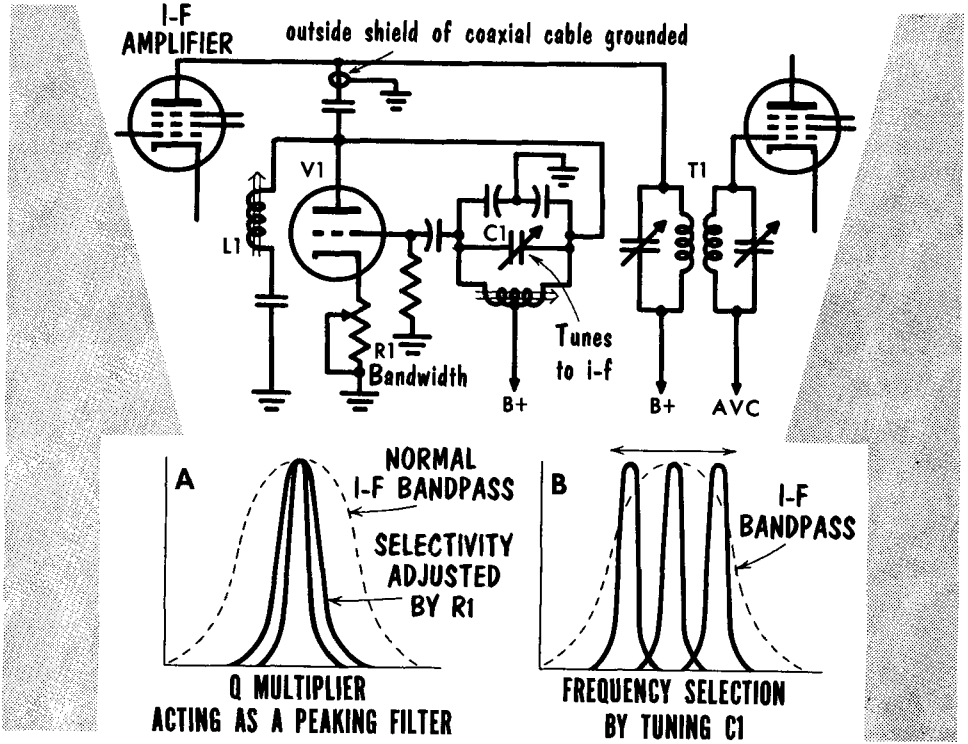 I-F
AMPLIFIER
outside shield of coaxial cable grounded
V1
T1
L1
C1
R1
Bandwidth
Tunes
to i-f
B+
B+
AVC
A
NORMAL
I-F BANDPASS
SELECTIVITY
ADJUSTED
BY R1
Q MULTIPLIER
ACTING AS A PEAKING FILTER
B
I-F
BANDPASS
FREQUENCY SELECTION
BY TUNING C1